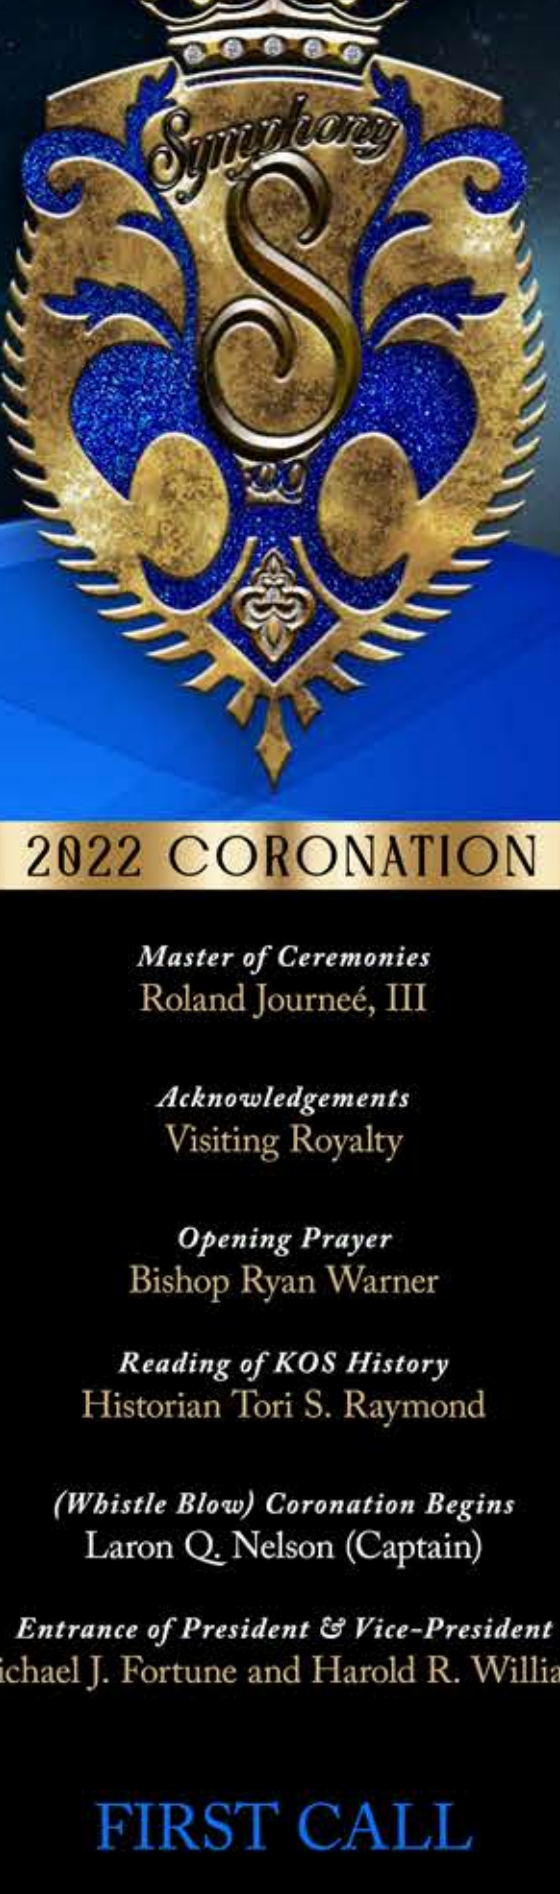 Symphony
S
2022 CORONATION
Master of Ceremonies
Roland Journeé, III
Acknowledgements
Visiting Royalty
Opening Prayer
Bishop Ryan Warner
Reading of KOS History
Historian Tori S. Raymond
(Whistle Blow) Coronation Begins
Laron Q. Nelson (Captain)
Entrance of President & Vice-President
ichael J. Fortune and Harold R. Willia
FIRST CALL